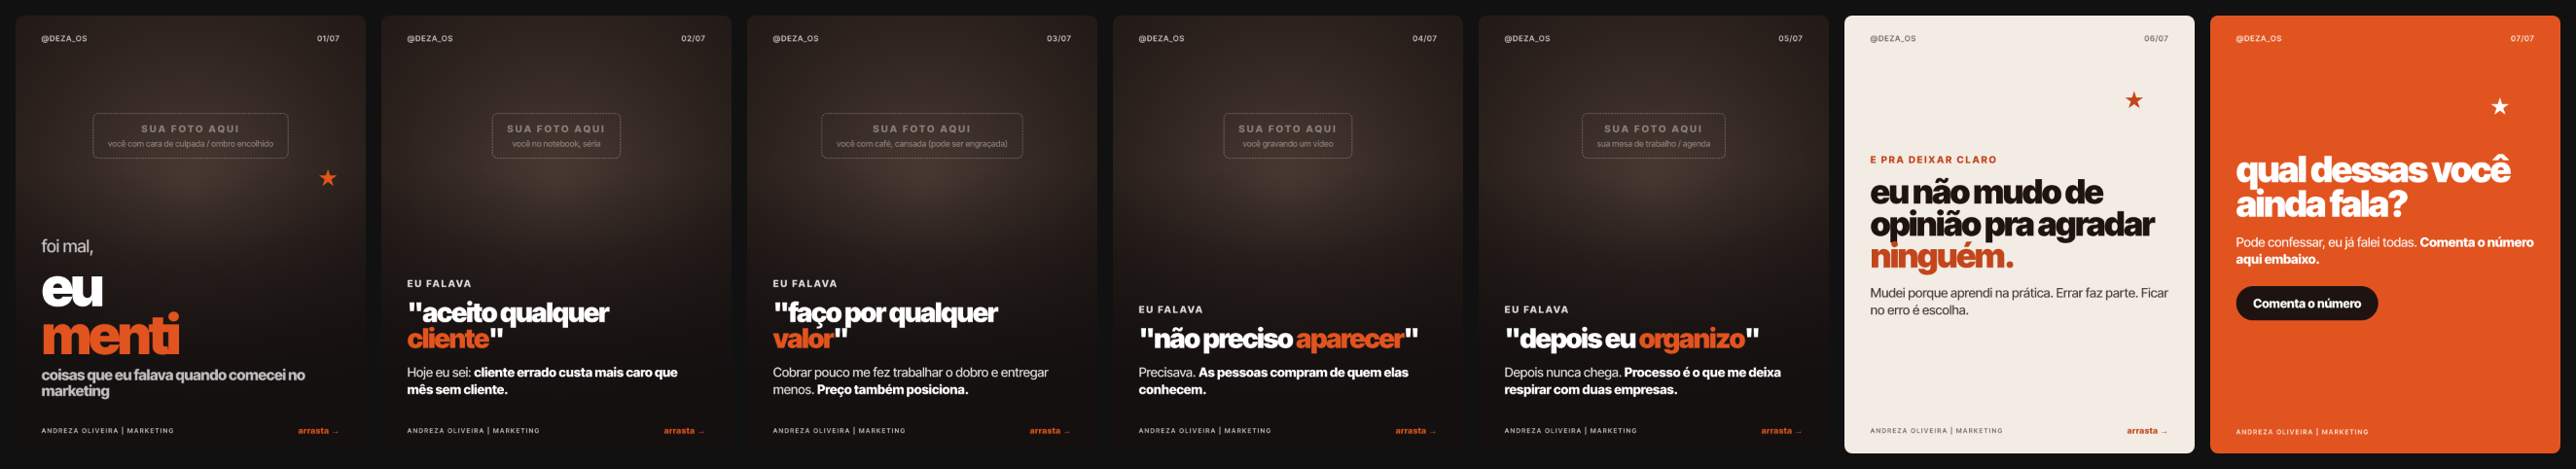 @DEZA_OS
01/07
SUA FOTO AQUI
você com cara de culpada / ombro encolhido
foi mal,
eu
menti
coisas que eu falava quando comecei no
marketing
ANDREZA OLIVEIRA | MARKETING
arrasta →
@DEZA_OS
02/07
SUA FOTO AQUI
você no notebook, séria
EU FALAVA
"aceito qualquer
cliente"
Hoje eu sei: cliente errado custa mais caro que
mês sem cliente.
ANDREZA OLIVEIRA | MARKETING
arrasta →
@DEZA_OS
03/07
SUA FOTO AQUI
você com café, cansada (pode ser engraçada)
EU FALAVA
"faço por qualquer
valor"
Cobrar pouco me fez trabalhar o dobro e entregar
menos. Preço também posiciona.
ANDREZA OLIVEIRA | MARKETING
arrasta →
@DEZA_OS
04/07
SUA FOTO AQUI
você gravando um vídeo
EU FALAVA
"não preciso aparecer"
Precisava. As pessoas compram de quem elas
conhecem.
ANDREZA OLIVEIRA | MARKETING
arrasta →
@DEZA_OS
05/07
SUA FOTO AQUI
sua mesa de trabalho / agenda
EU FALAVA
"depois eu organizo"
Depois nunca chega. Processo é o que me deixa
respirar com duas empresas.
ANDREZA OLIVEIRA | MARKETING
arrasta →
@DEZA_OS
06/07
E PRA DEIXAR CLARO
eu não mudo de
opinião pra agradar
ninguém.
Mudei porque aprendi na prática. Errar faz parte. Ficar
no erro é escolha.
ANDREZA OLIVEIRA | MARKETING
arrasta →
@DEZA_OS
07/07
qual dessas você
ainda fala?
Pode confessar, eu já falei todas. Comenta o número
aqui embaixo.
Comenta o número
ANDREZA OLIVEIRA | MARKETING